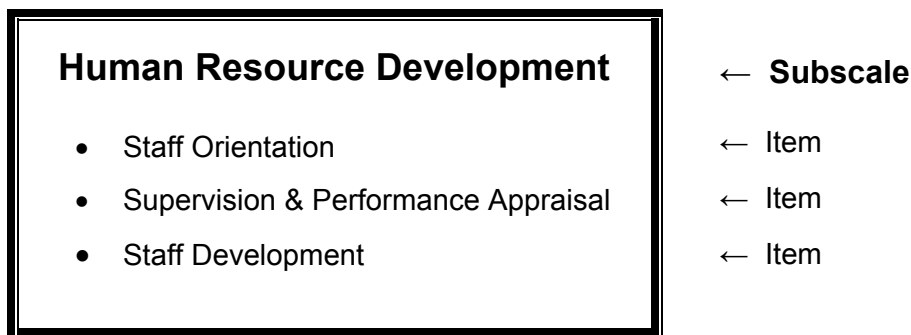 Human Resource Development ← Subscale
• Staff Orientation ← Item
• Supervision & Performance Appraisal ← Item
• Staff Development ← Item